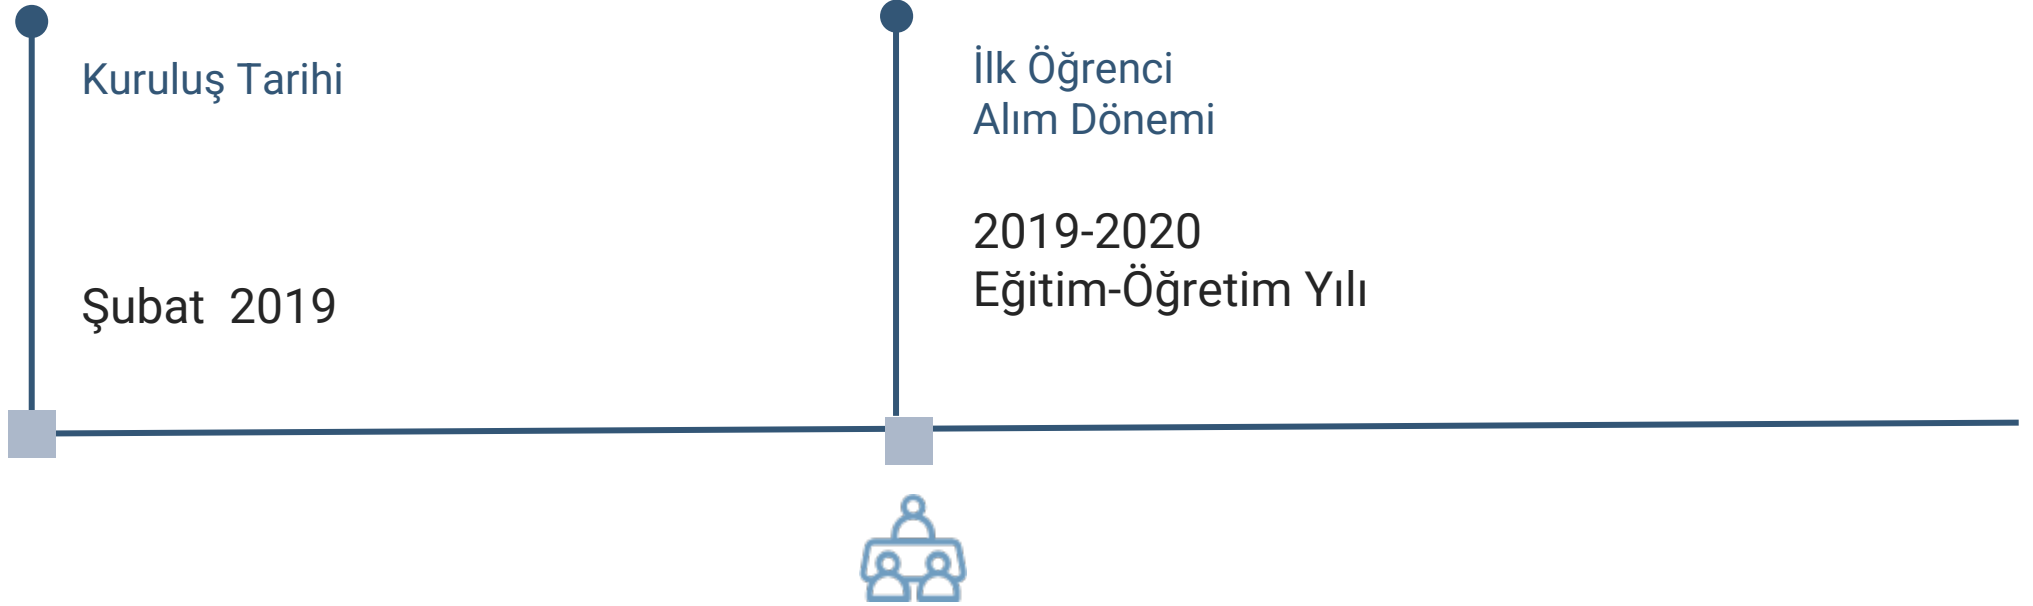 Kuruluş Tarihi
Şubat  2019
İlk Öğrenci
Alım Dönemi
2019-2020
Eğitim-Öğretim Yılı